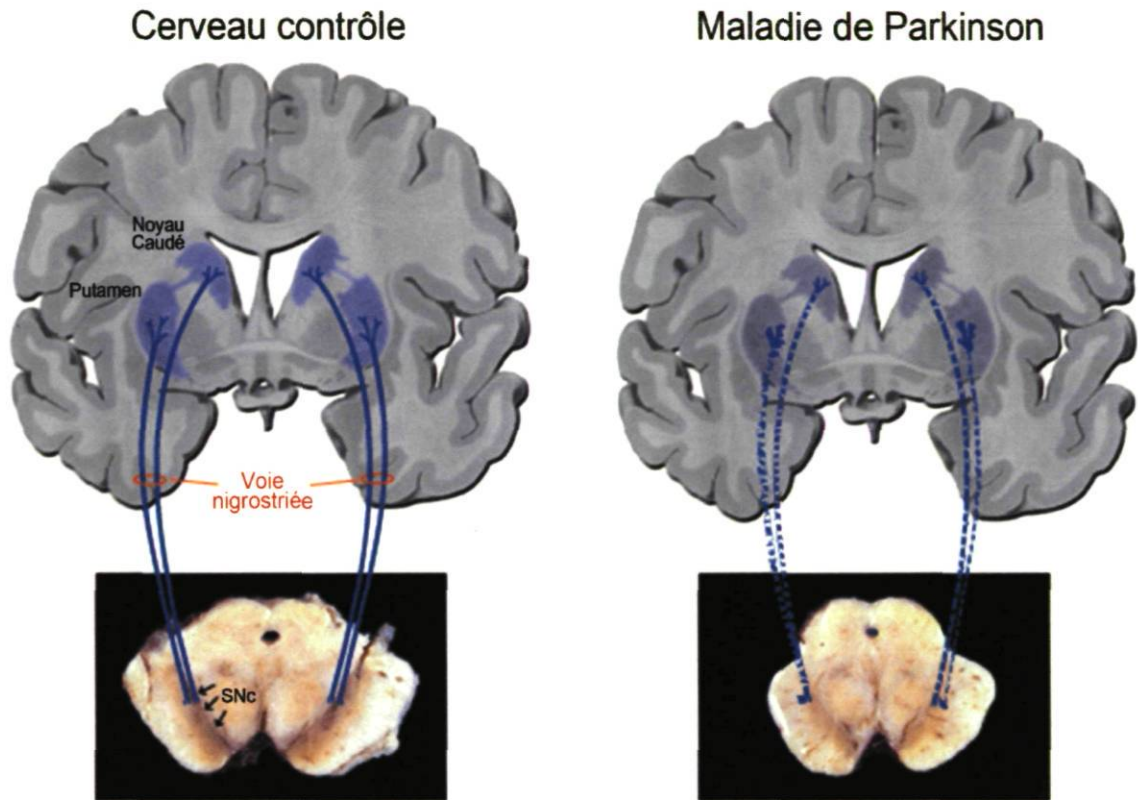 Cerveau contrôle
Maladie de Parkinson
Noyau
Caudé
Putamen
Voie
nigrostriée
SNc